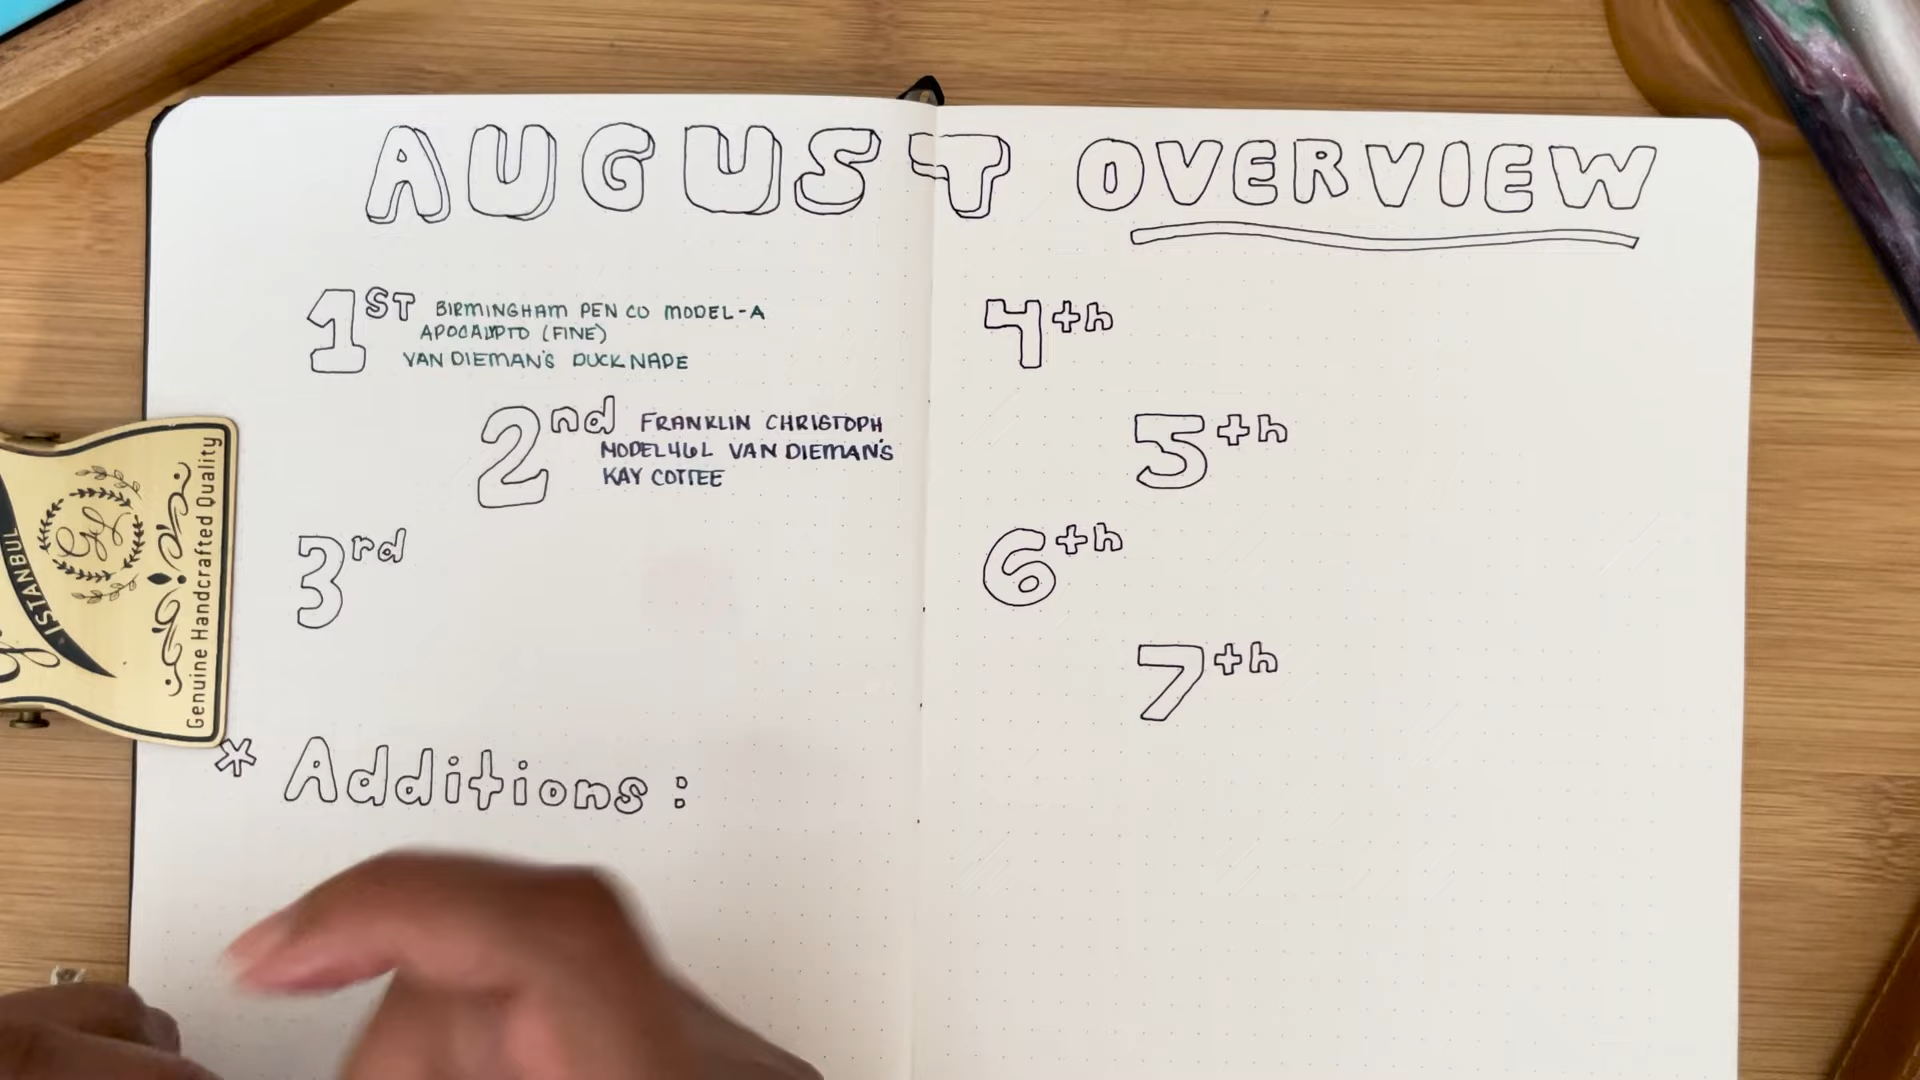 AUGUST OVERVIEW
1ST BIRMINGHAM PEN CO MODEL-A
APOCALYPTO (FINE)
VAN DIEMAN'S DUCK NAPE
2nd FRANKLIN CHRISTOPH
MODEL 46L VAN DIEMAN'S
KAY COTTEE
3rd
* Additions:
4th
5th
6th
7th
ISTANBUL
Genuine Handcrafted Quality